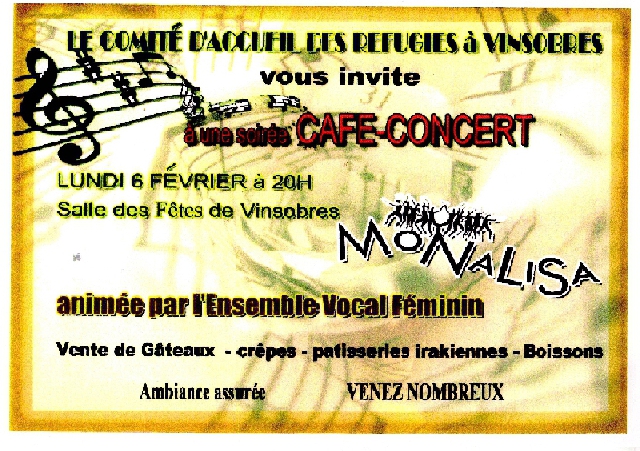 LE COMITÉ D'ACCUEIL DES REFUGIES à VINSOBRES
vous invite
à une soirée CAFE-CONCERT
LUNDI 6 FÉVRIER à 20H
Salle des Fêtes de Vinsobres
MONALISA
animée par l'Ensemble Vocal Féminin
Vente de Gâteaux - crêpes - patisseries irakiennes - Boissons
Ambiance assurée VENEZ NOMBREUX